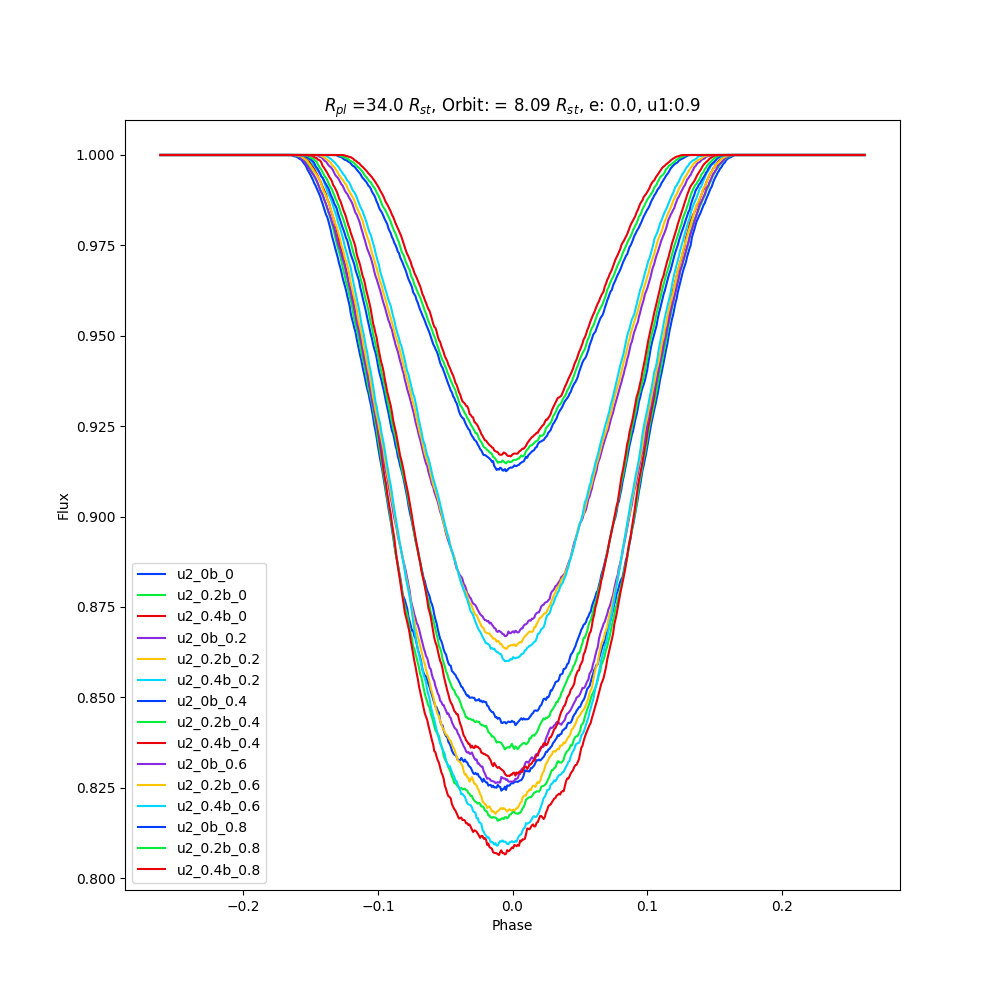 R_pl =34.0 R_st, Orbit: = 8.09 R_st, e: 0.0, u1:0.9
1.000
0.975
0.950
0.925
0.900
0.875
0.850
0.825
0.800
Flux
u2_0b_0
u2_0.2b_0
u2_0.4b_0
u2_0b_0.2
u2_0.2b_0.2
u2_0.4b_0.2
u2_0b_0.4
u2_0.2b_0.4
u2_0.4b_0.4
u2_0b_0.6
u2_0.2b_0.6
u2_0.4b_0.6
u2_0b_0.8
u2_0.2b_0.8
u2_0.4b_0.8
−0.2 −0.1 0.0 0.1 0.2
Phase